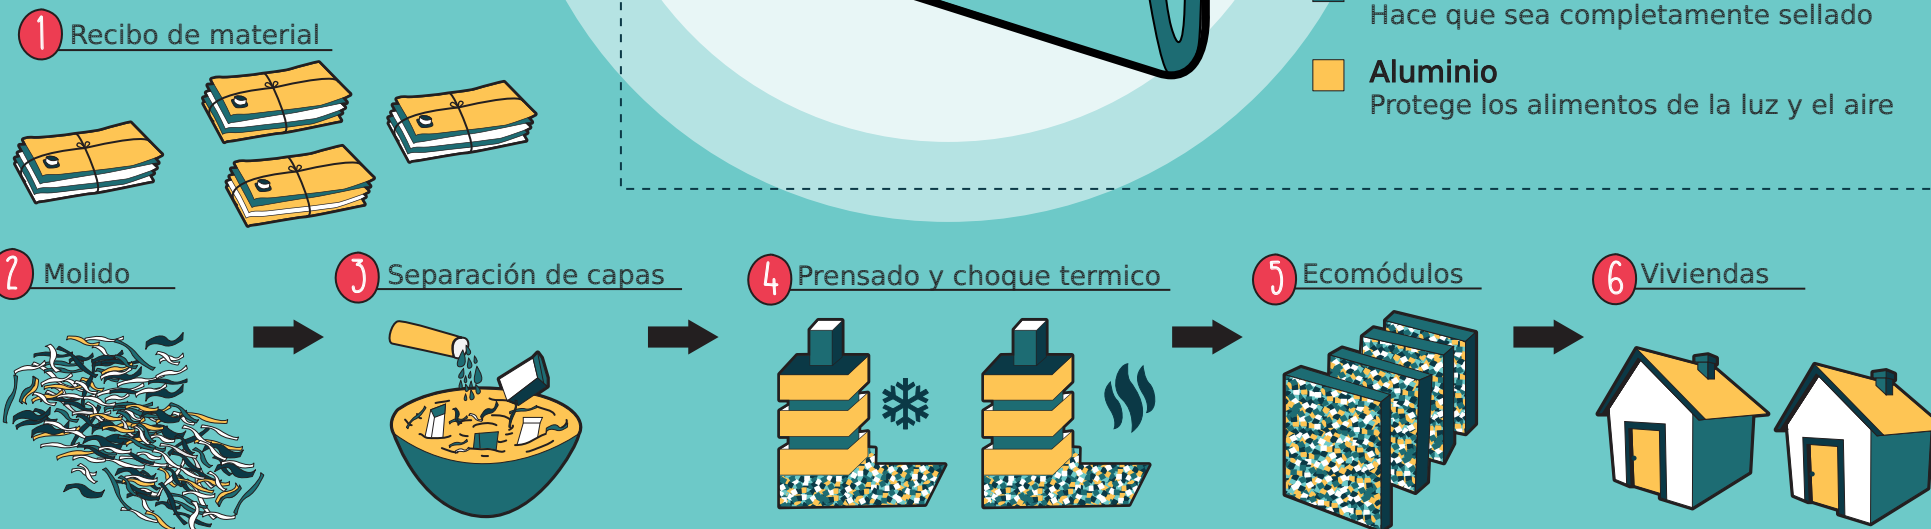 1 Recibo de material
Hace que sea completamente sellado
Aluminio
Protege los alimentos de la luz y el aire
2 Molido
3 Separación de capas
4 Prensado y choque termico
5 Ecomódulos
6 Viviendas